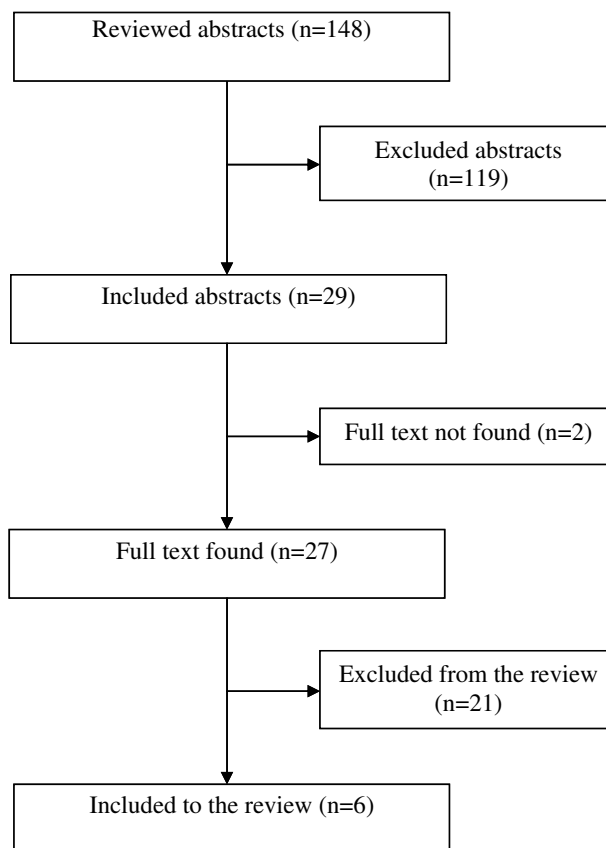 Reviewed abstracts (n=148)
Excluded abstracts
(n=119)
Included abstracts (n=29)
Full text not found (n=2)
Full text found (n=27)
Excluded from the review
(n=21)
Included to the review (n=6)